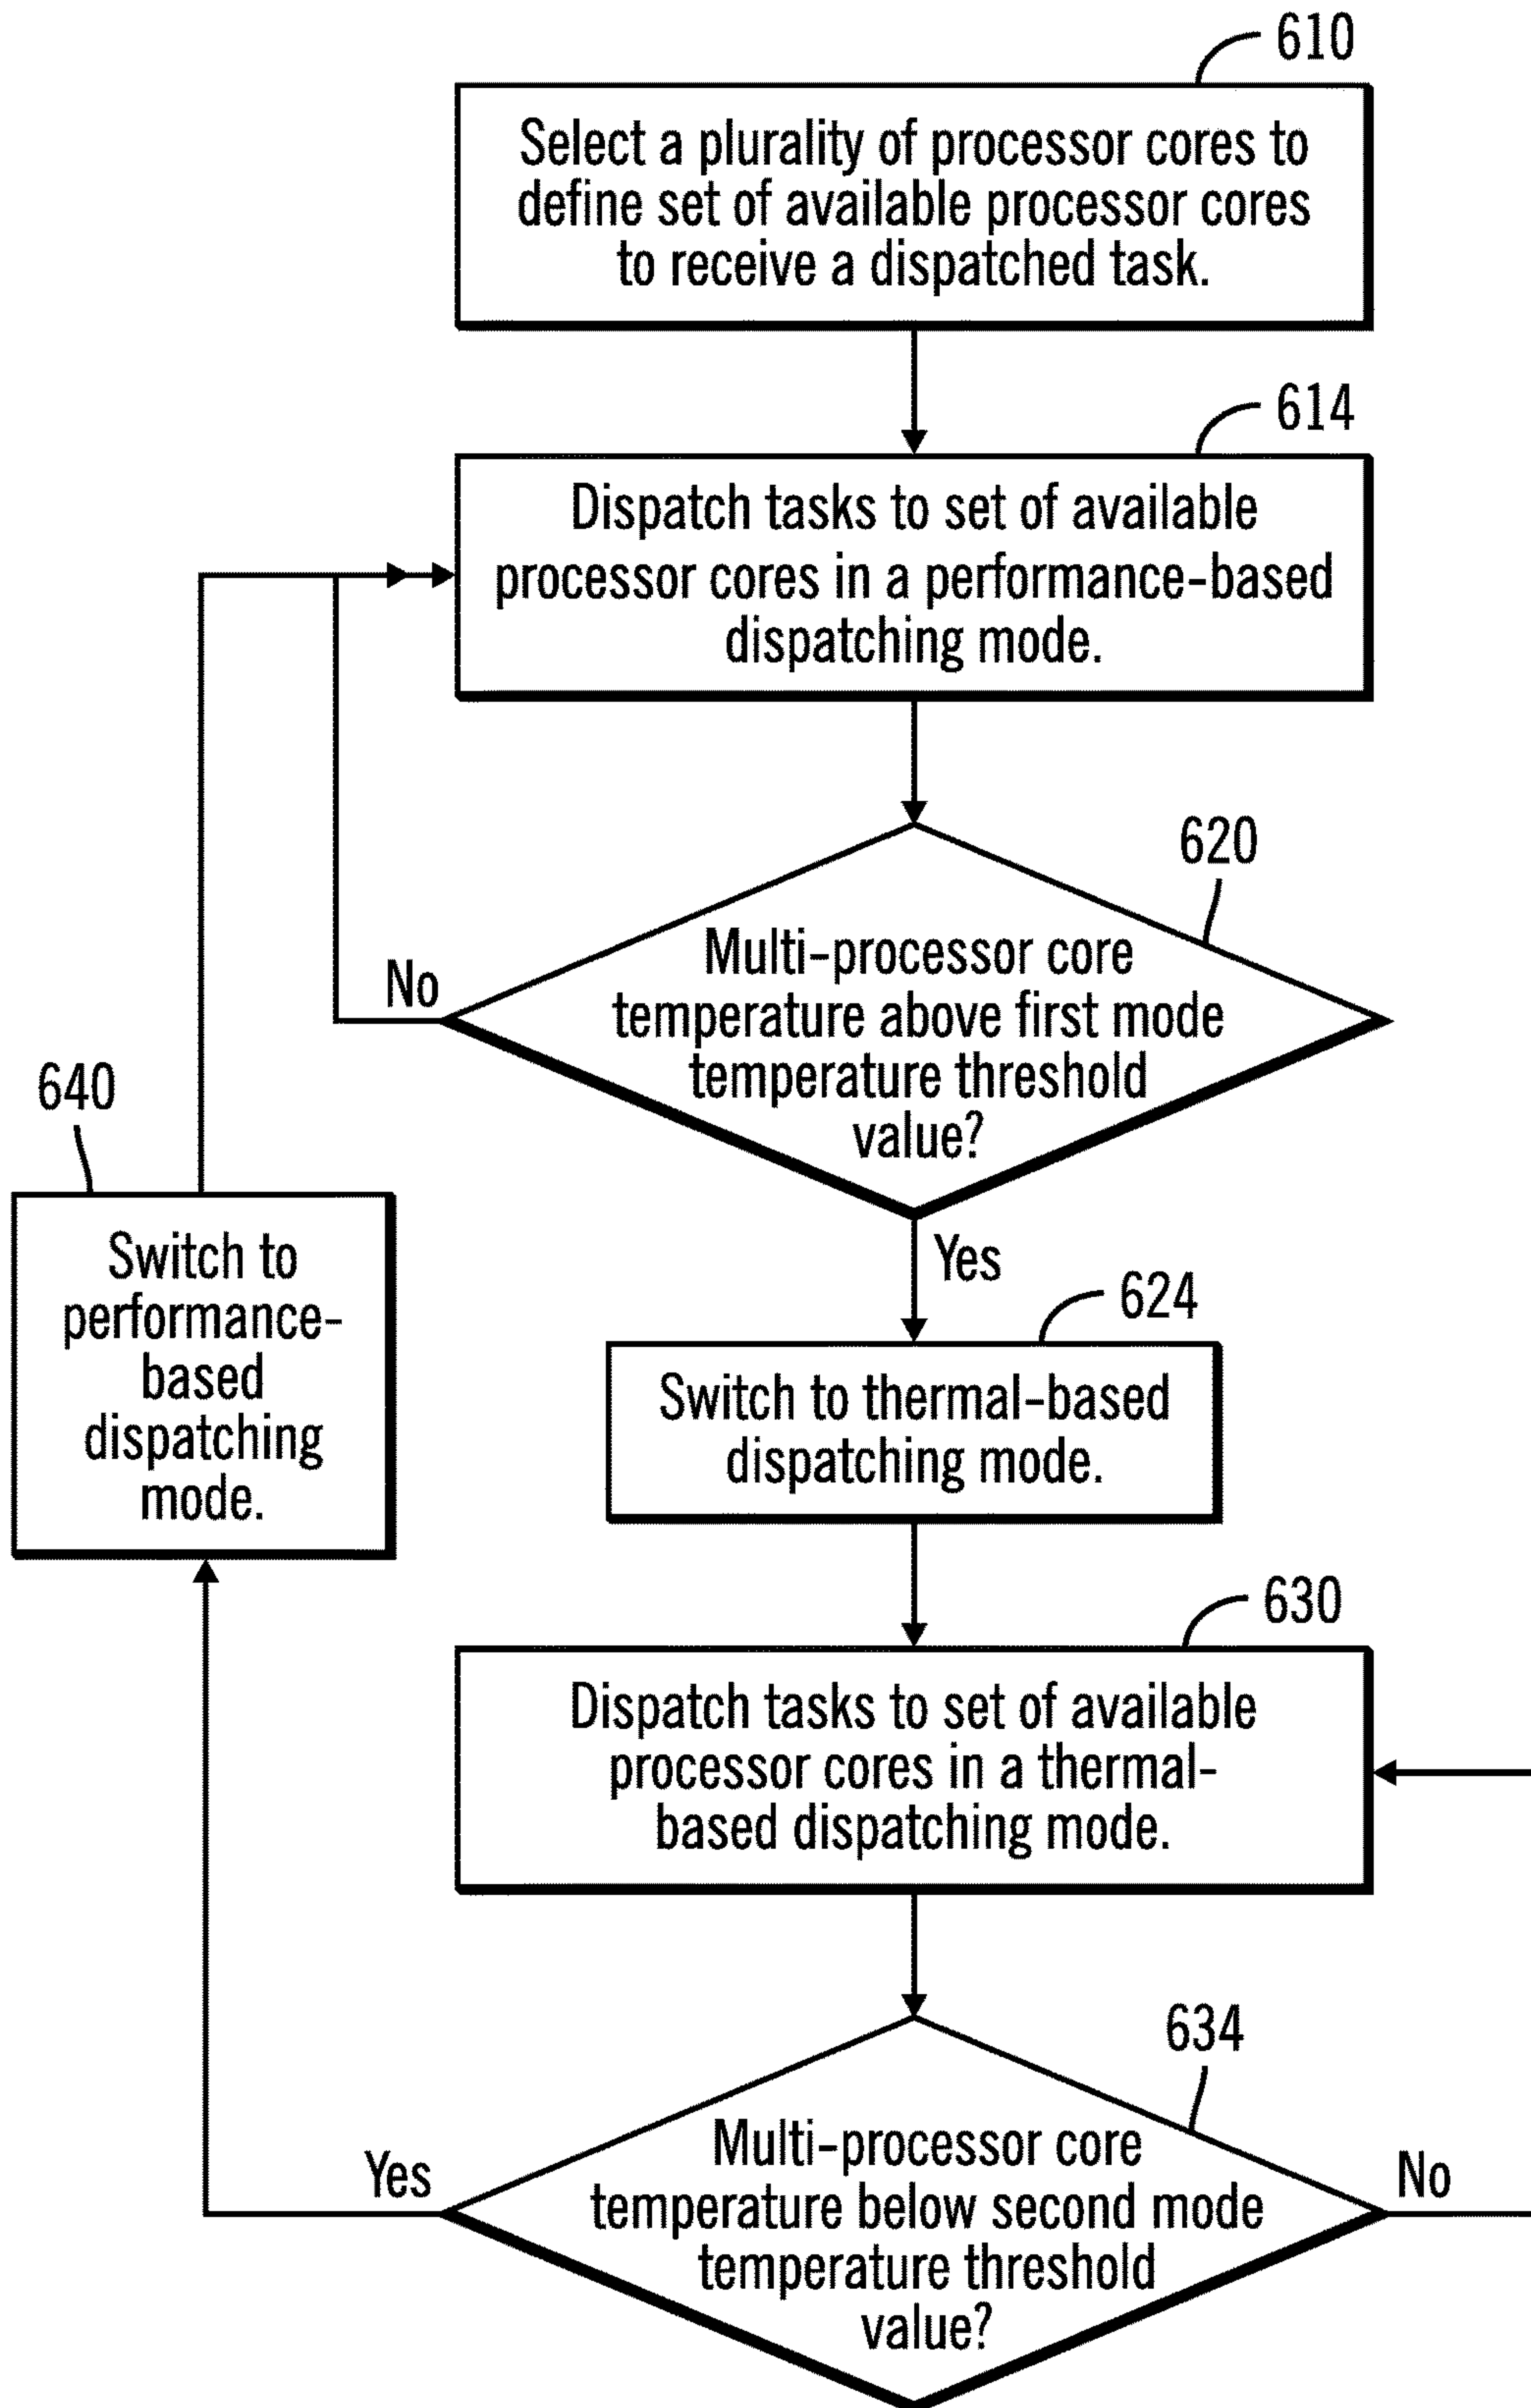 610
Select a plurality of processor cores to
define set of available processor cores
to receive a dispatched task.
614
Dispatch tasks to set of available
processor cores in a performance-based
dispatching mode.
620
Multi-processor core
temperature above first mode
temperature threshold
value?
No
Yes
640
Switch to
performance-
based
dispatching
mode.
624
Switch to thermal-based
dispatching mode.
630
Dispatch tasks to set of available
processor cores in a thermal-
based dispatching mode.
634
Multi-processor core
temperature below second mode
temperature threshold
value?
Yes
No